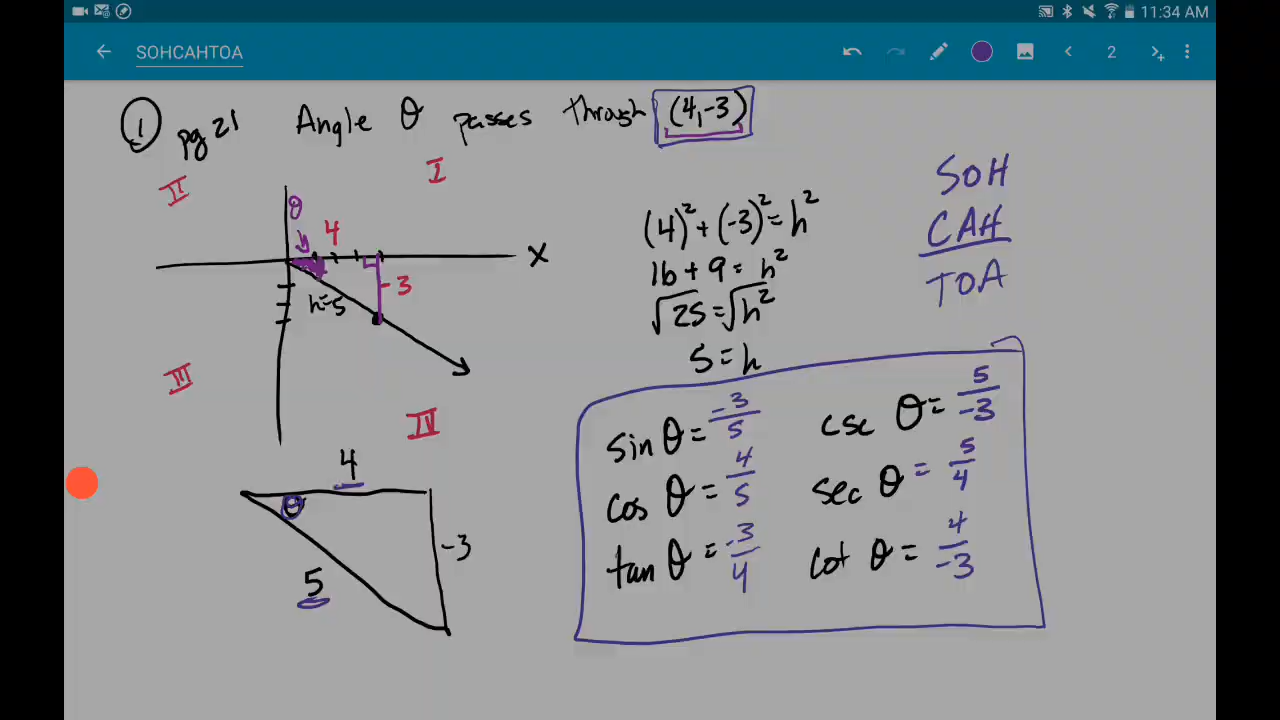 11:34 AM
SOHCAHTOA
2
① pg 21 Angle θ passes through (4,-3)
II
I
θ
4
X
-3
h=5
III
IV
(4)² + (-3)² = h²
16 + 9 = h²
√25 = √h²
5 = h
SOH
CAH
TOA
4
θ
-3
5
sin θ = -3/5
csc θ = 5/-3
cos θ = 4/5
sec θ = 5/4
tan θ = -3/4
cot θ = 4/-3